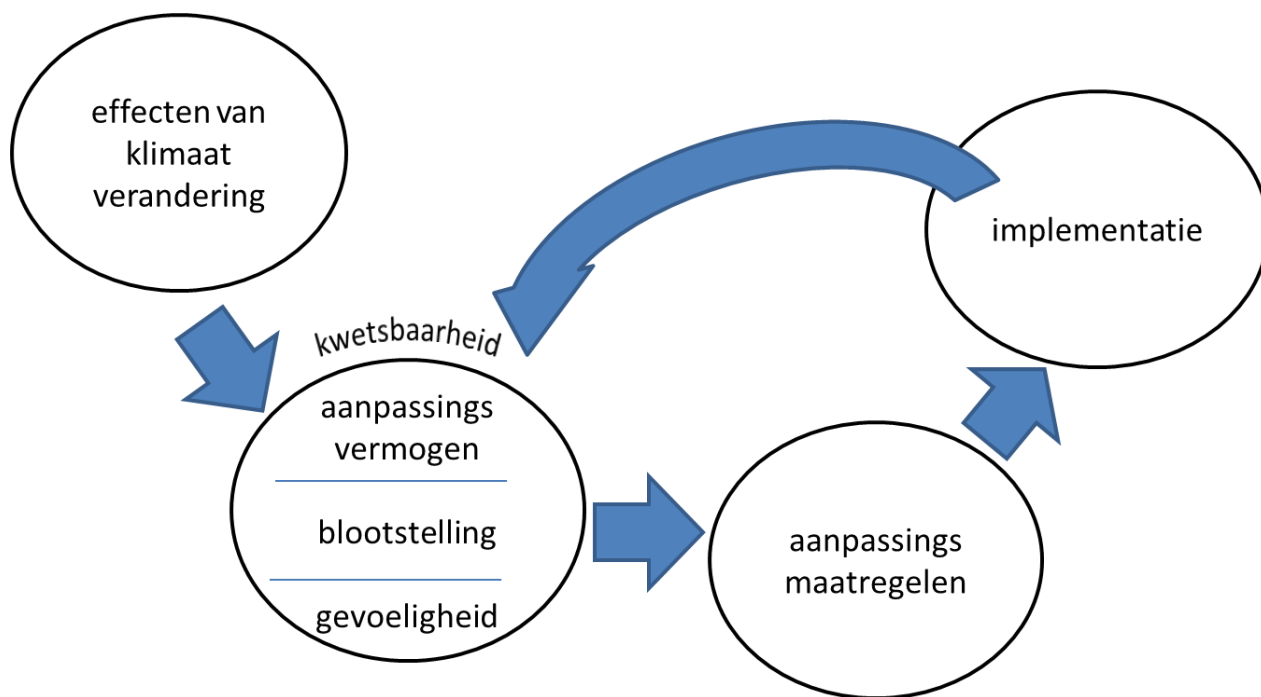 effecten van
klimaat
verandering
implementatie
kwetsbaarheid
aanpassings
vermogen
blootstelling
gevoeligheid
aanpassings
maatregelen